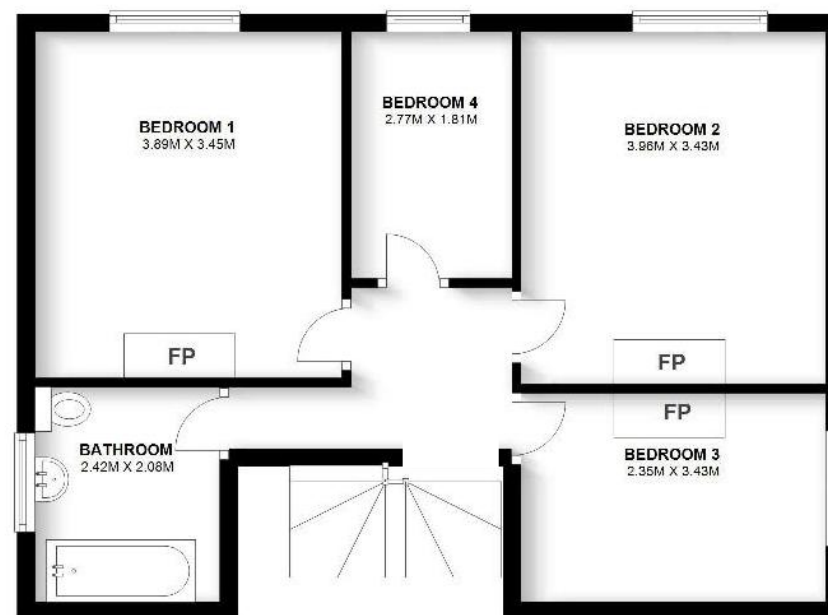 BEDROOM 1
3.89M X 3.45M
BEDROOM 4
2.77M X 1.81M
BEDROOM 2
3.96M X 3.43M
FP
FP
FP
BATHROOM
2.42M X 2.08M
BEDROOM 3
2.35M X 3.43M